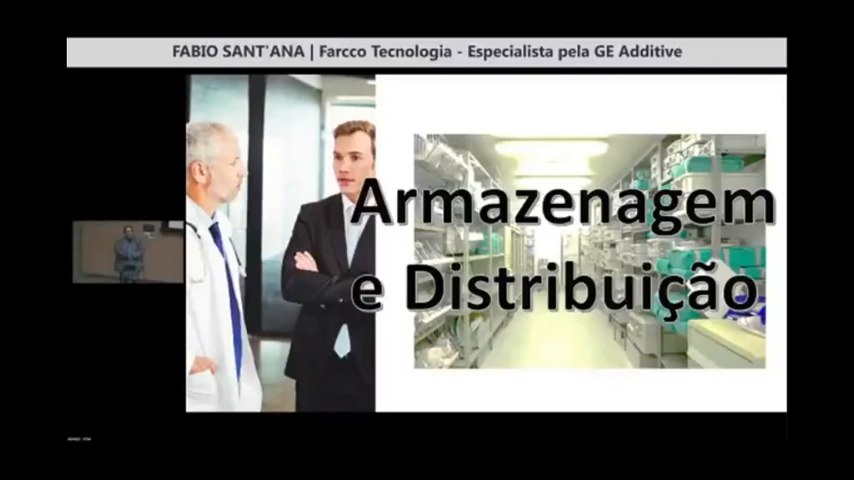 FABIO SANT'ANA | Farcco Tecnologia - Especialista pela GE Additive
Armazenagem
e Distribuição